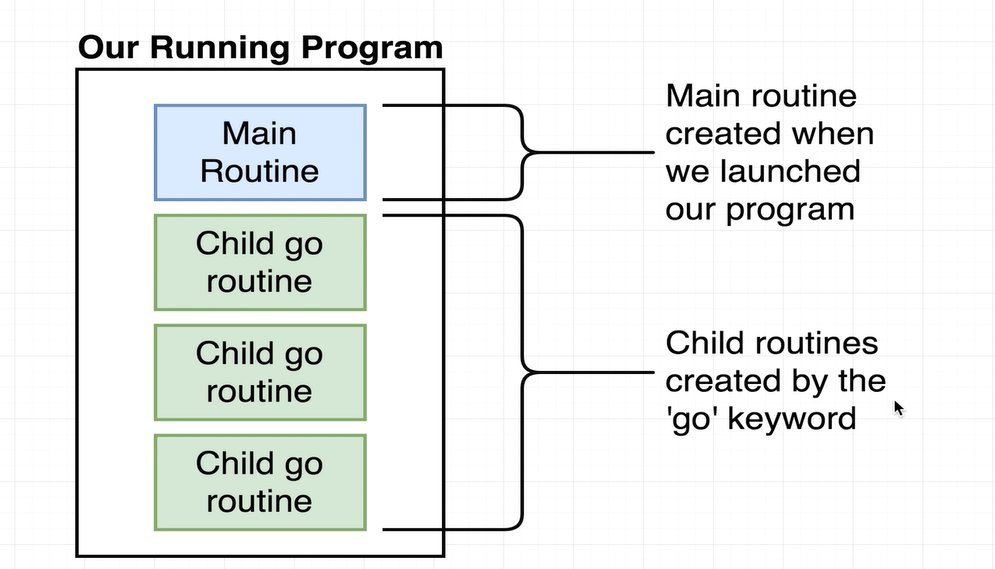 Our Running Program
Main
Routine
Child go
routine
Child go
routine
Child go
routine
Main routine
created when
we launched
our program
Child routines
created by the
'go' keyword